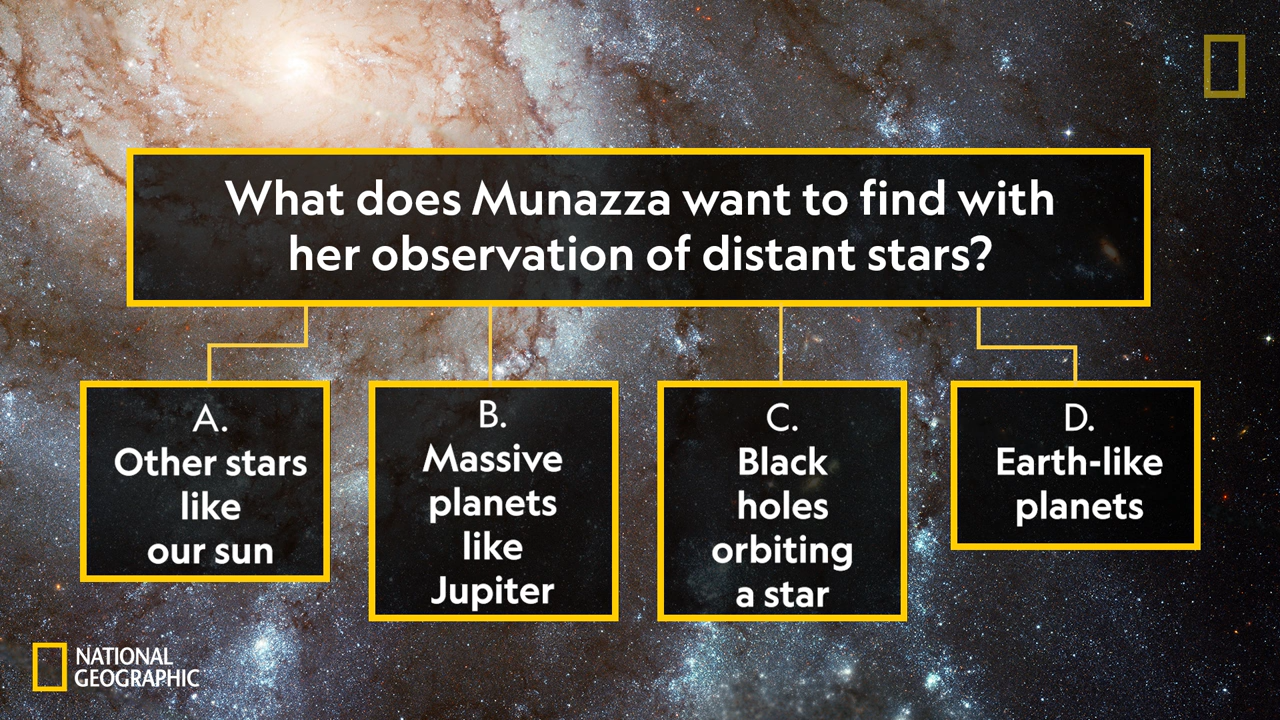 What does Munazza want to find with
her observation of distant stars?
A.
Other stars
like
our sun
B.
Massive
planets
like
Jupiter
C.
Black
holes
orbiting
a star
D.
Earth-like
planets
NATIONAL
GEOGRAPHIC